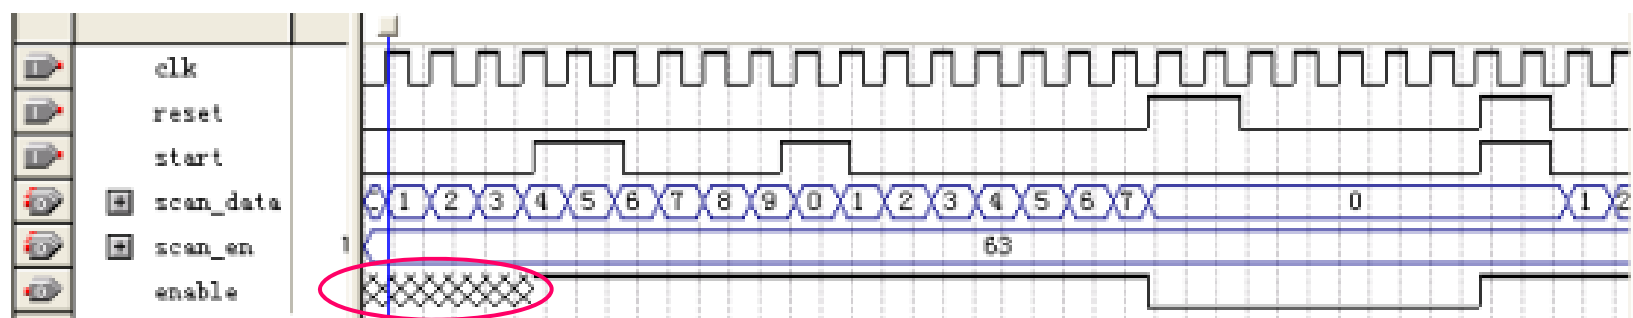 clk
reset
start
scan_data 1 2 3 4 5 6 7 8 9 0 1 2 3 4 5 6 7 0 1 2
scan_en 1 63
enable